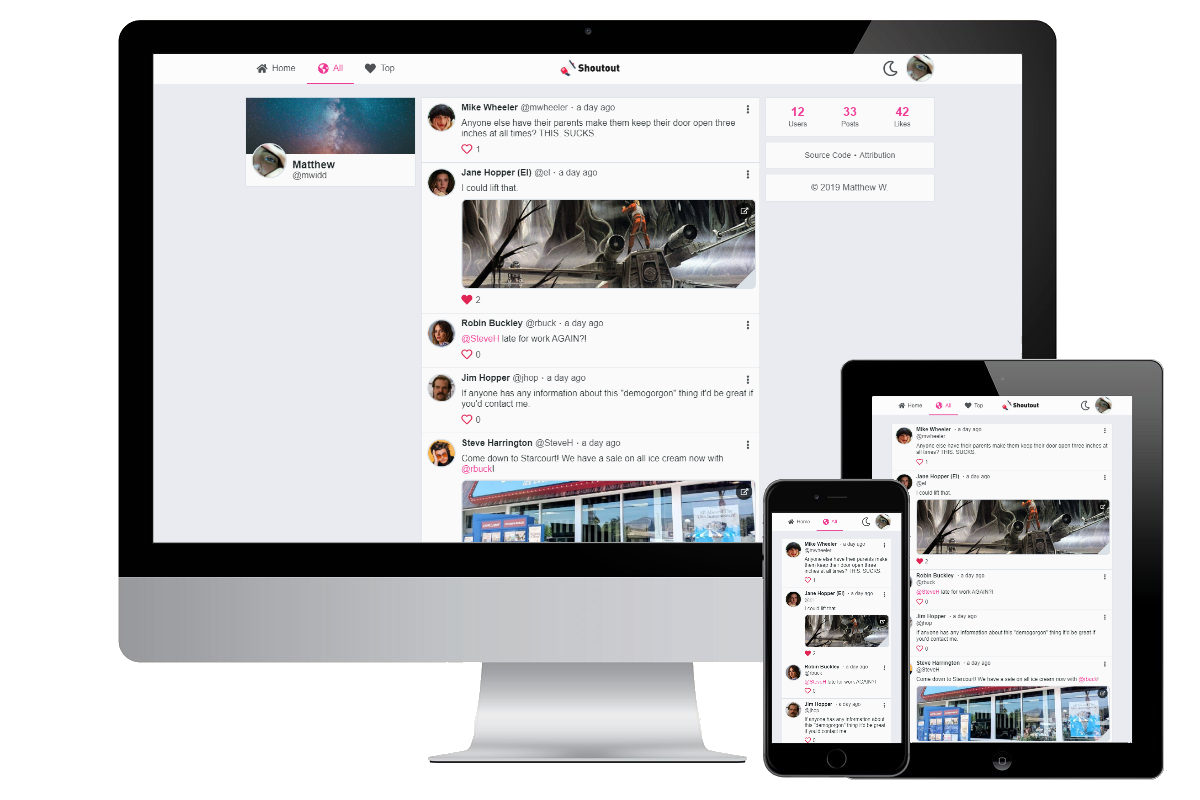 Home All Top Shoutout
Matthew
@mwidd
Mike Wheeler @mwheeler · a day ago
Anyone else have their parents make them keep their door open three
inches at all times? THIS. SUCKS.
1
Jane Hopper (El) @el · a day ago
I could lift that.
2
Robin Buckley @rbuck · a day ago
@SteveH late for work AGAIN?!
0
Jim Hopper @jhop · a day ago
If anyone has any information about this "demogorgon" thing it'd be great if
you'd contact me.
0
Steve Harrington @SteveH · a day ago
Come down to Starcourt! We have a sale on all ice cream now with
@rbuck!
12 33 42
Users Posts Likes
Source Code • Attribution
© 2019 Matthew W.
Home All
Mike Wheeler · a day ago
@mwheeler
Anyone else have their parents make
them keep their door open three
inches at all times? THIS. SUCKS.
1
Jane Hopper (El) · a day ago
@el
I could lift that.
2
Robin Buckley · a day ago
@rbuck
@SteveH late for work AGAIN?!
0
Jim Hopper · a day ago
@jhop
If anyone has any information about
this "demogorgon" thing it'd be great
if you'd contact me.
0
Home All Top Shoutout
Mike Wheeler · a day ago
@mwheeler
Anyone else have their parents make them keep their door open three inches at
all times? THIS. SUCKS.
1
Jane Hopper (El) · a day ago
@el
I could lift that.
2
Robin Buckley · a day ago
@rbuck
@SteveH late for work AGAIN?!
0
Jim Hopper · a day ago
@jhop
If anyone has any information about this "demogorgon" thing it'd be great if
you'd contact me.
0
Steve Harrington · a day ago
@SteveH
Come down to Starcourt! We have a sale on all ice cream now with @rbuck!